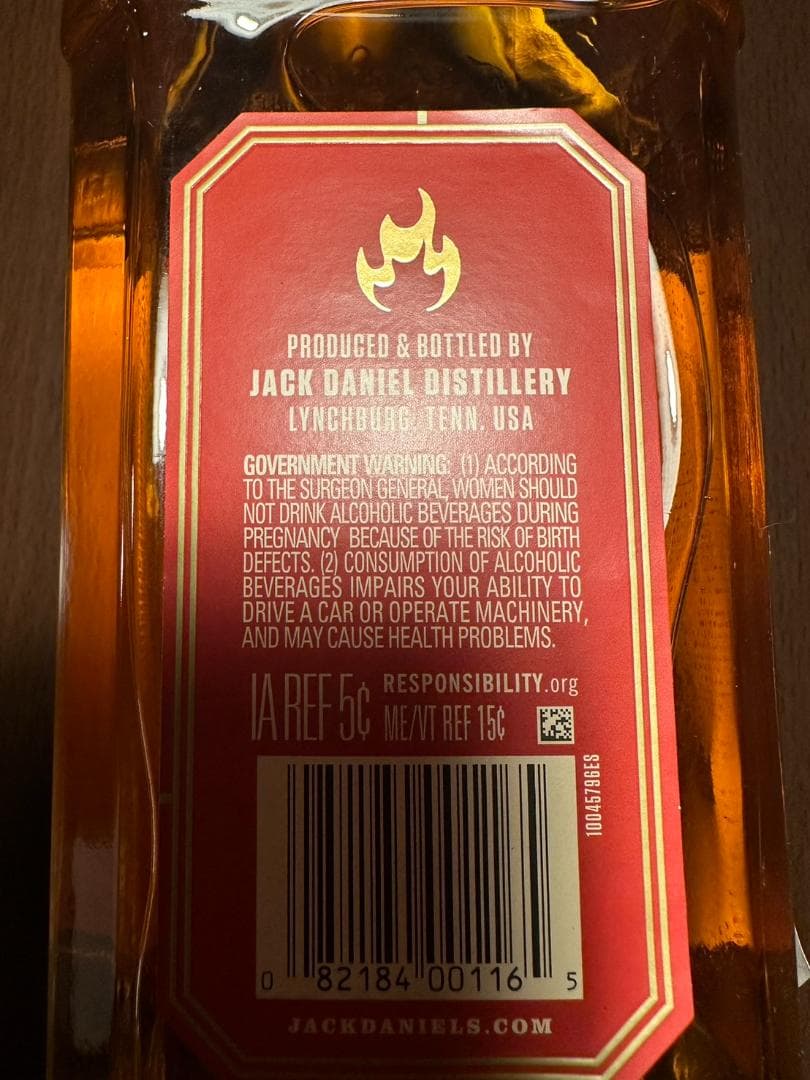 PRODUCED & BOTTLED BY
JACK DANIEL DISTILLERY
LYNCHBURG, TENN. USA
GOVERNMENT WARNING: (1) ACCORDING
TO THE SURGEON GENERAL, WOMEN SHOULD
NOT DRINK ALCOHOLIC BEVERAGES DURING
PREGNANCY BECAUSE OF THE RISK OF BIRTH
DEFECTS. (2) CONSUMPTION OF ALCOHOLIC
BEVERAGES IMPAIRS YOUR ABILITY TO
DRIVE A CAR OR OPERATE MACHINERY,
AND MAY CAUSE HEALTH PROBLEMS.
IA REF 5¢
RESPONSIBILITY.org
ME/VT REF 15¢
10045796ES
0 82184 00116 5
JACKDANIELS.COM